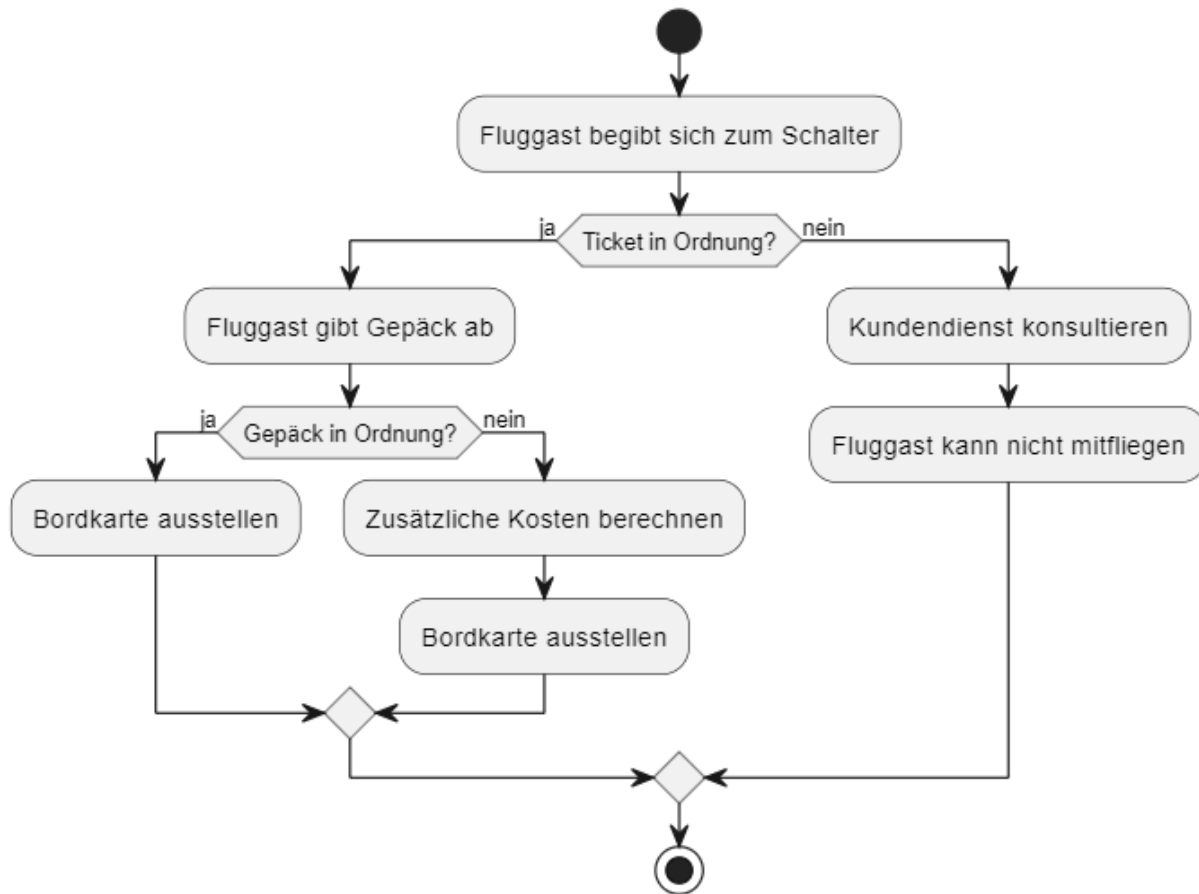 Fluggast begibt sich zum Schalter
ja
Ticket in Ordnung?
nein
Fluggast gibt Gepäck ab
Kundendienst konsultieren
ja
Gepäck in Ordnung?
nein
Fluggast kann nicht mitfliegen
Bordkarte ausstellen
Zusätzliche Kosten berechnen
Bordkarte ausstellen